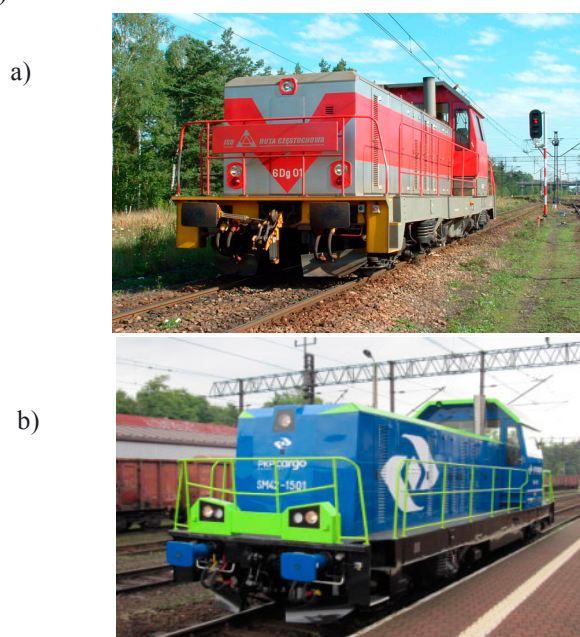 a)
ISD HUTA CZĘSTOCHOWA
6Dg 01
b)
PKP CARGO
SM42-1501